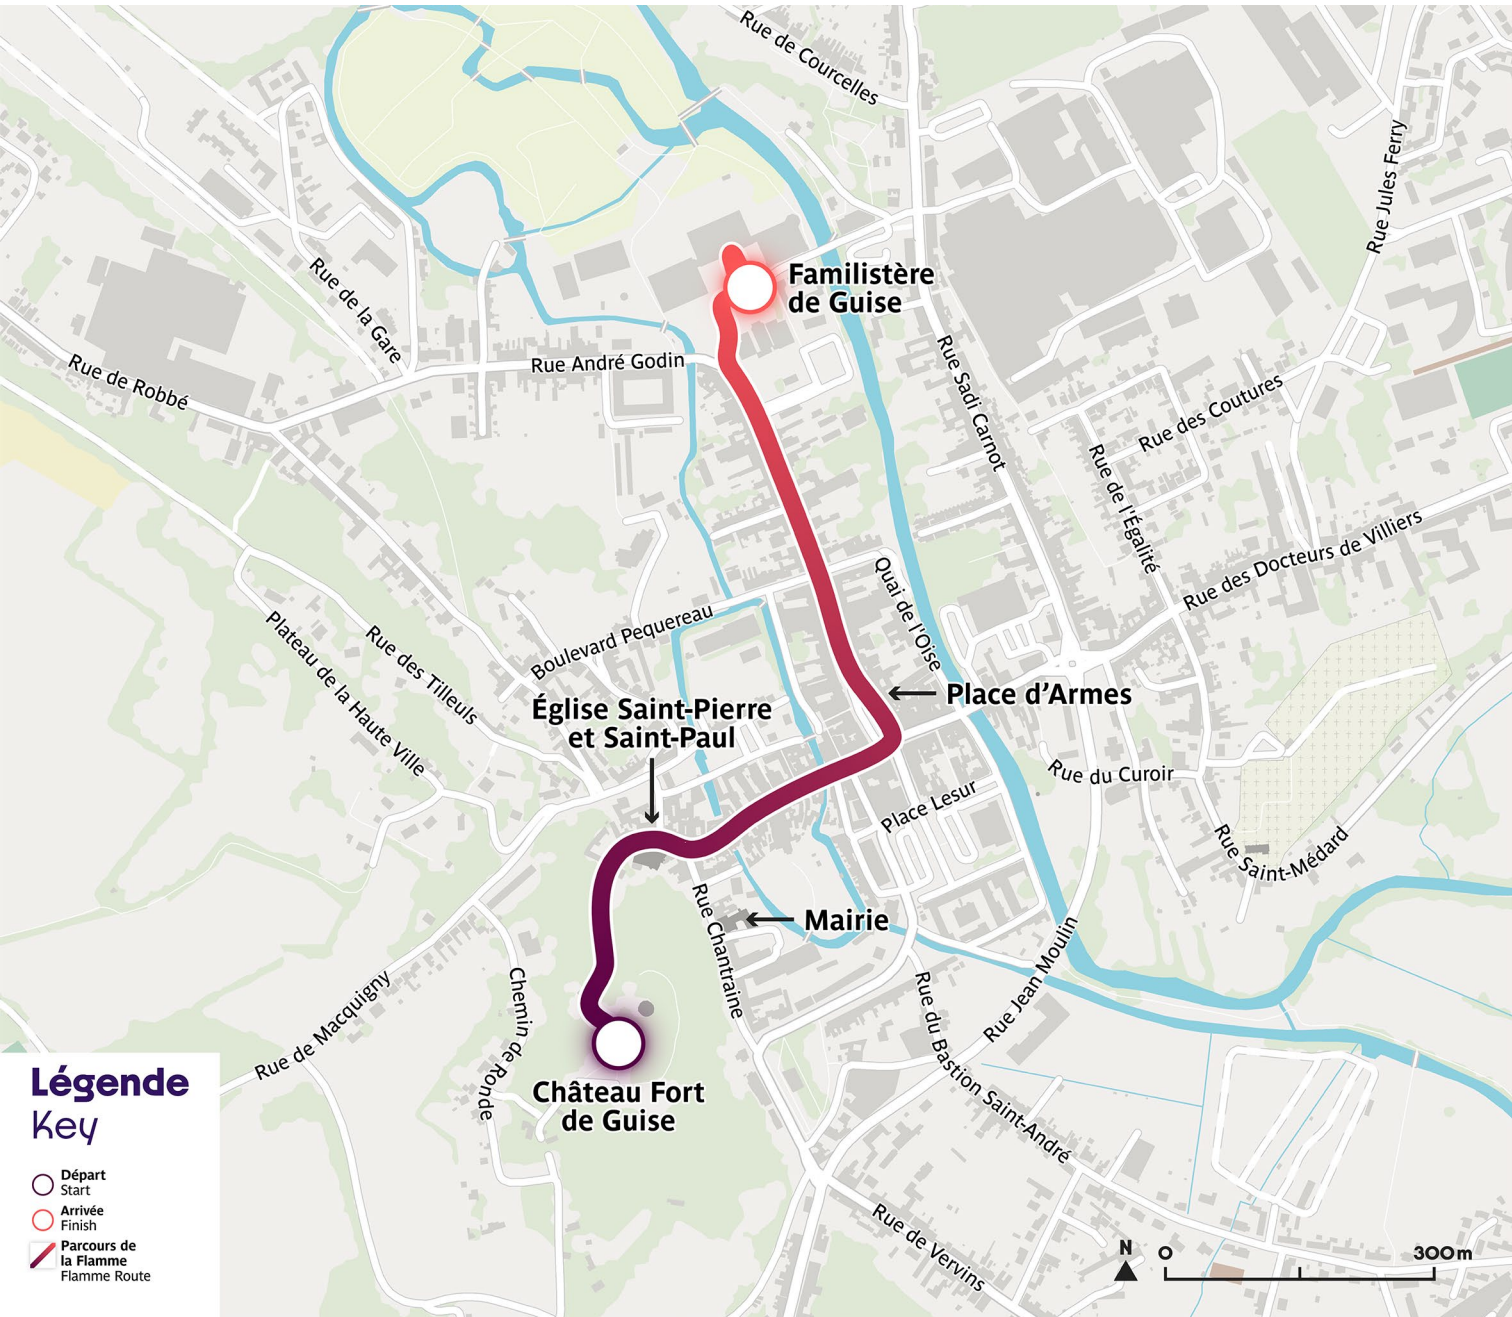 Rue de Courcelles
Rue Jules Ferry
Familistère
de Guise
Rue de la Gare
Rue André Godin
Rue de Robbé
Rue Sadi Carnot
Rue des Coutures
Rue de l'Égalité
Rue des Docteurs de Villiers
Quai de l'Oise
Boulevard Pequereau
Plateau de la Haute Ville
Rue des Tilleuls
Place d’Armes
Église Saint-Pierre
et Saint-Paul
Rue du Curoir
Place Lesur
Rue Saint-Médard
Mairie
Rue Chantraine
Rue Jean Moulin
Rue de Macquigny
Chemin de Ronde
Rue du Bastion Saint-André
Château Fort
de Guise
Rue de Vervins
Légende
Key
Départ
Start
Arrivée
Finish
Parcours de
la Flamme
Flamme Route
N 0 300m